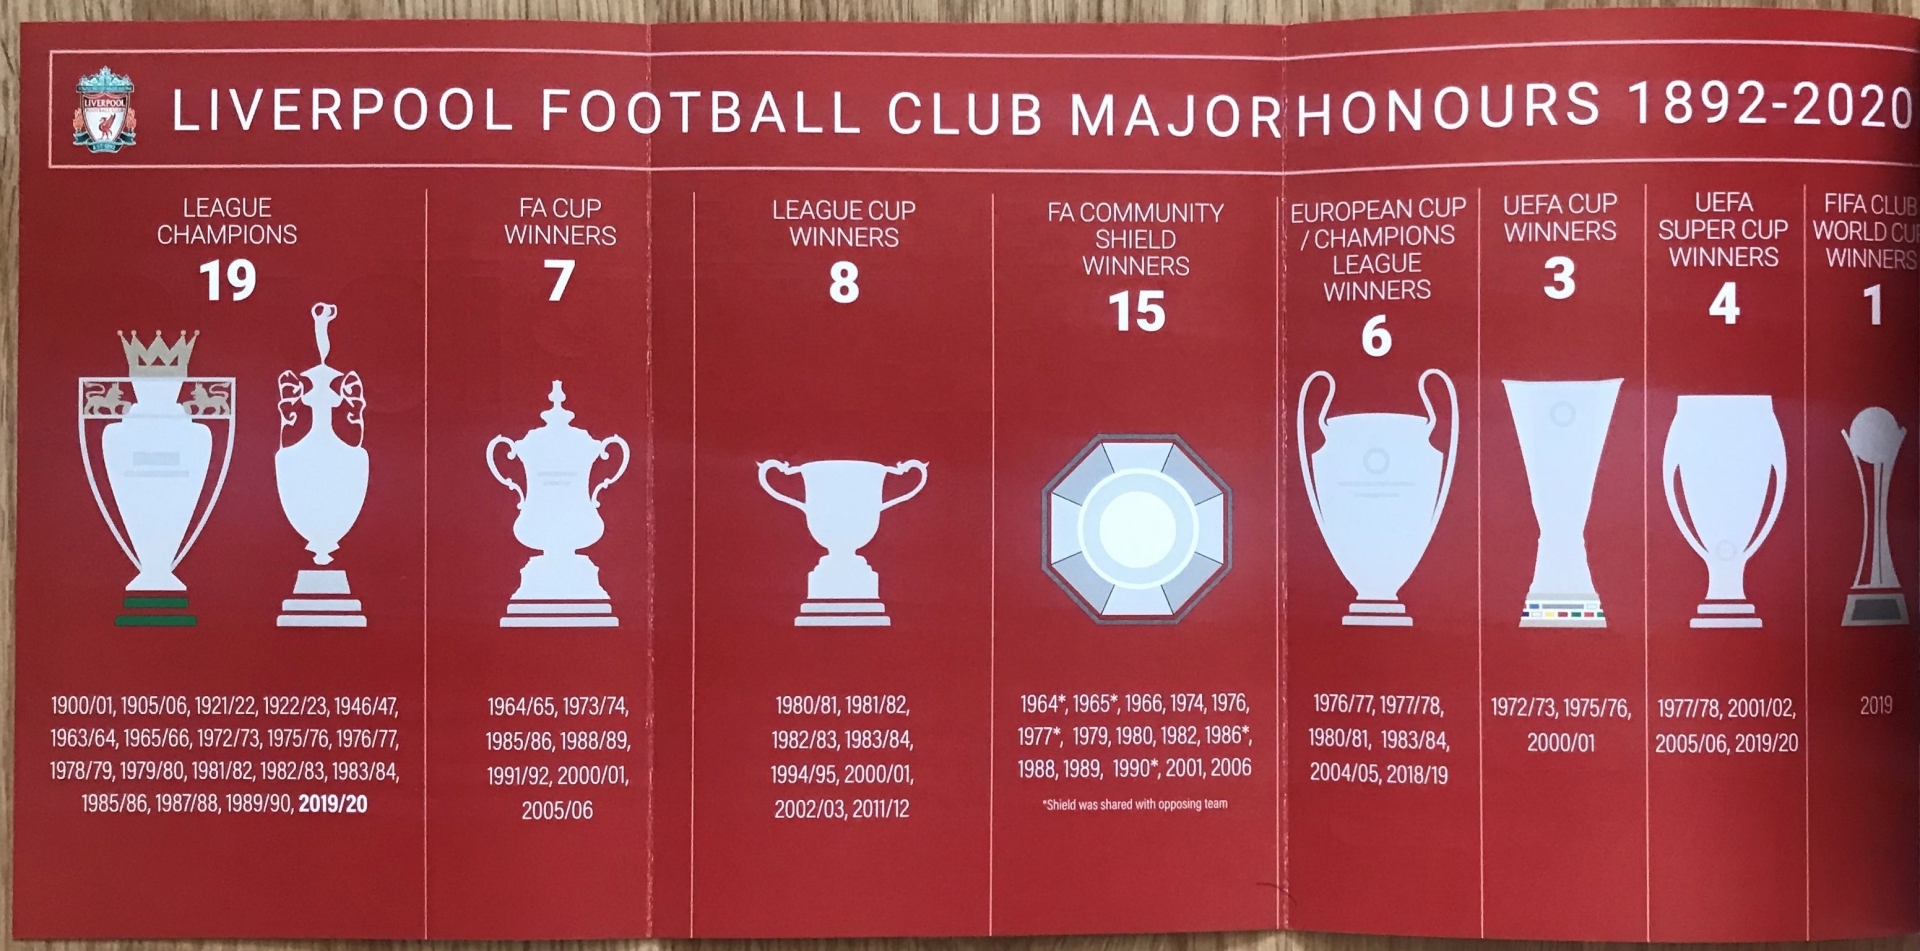 LIVERPOOL FOOTBALL CLUB MAJOR HONOURS 1892-2020
LIVERPOOL
LEAGUE
CHAMPIONS
19
1900/01, 1905/06, 1921/22, 1922/23, 1946/47,
1963/64, 1965/66, 1972/73, 1975/76, 1976/77,
1978/79, 1979/80, 1981/82, 1982/83, 1983/84,
1985/86, 1987/88, 1989/90, 2019/20
FA CUP
WINNERS
7
1964/65, 1973/74,
1985/86, 1988/89,
1991/92, 2000/01,
2005/06
LEAGUE CUP
WINNERS
8
1980/81, 1981/82,
1982/83, 1983/84,
1994/95, 2000/01,
2002/03, 2011/12
FA COMMUNITY
SHIELD
WINNERS
15
1964*, 1965*, 1966, 1974, 1976,
1977*, 1979, 1980, 1982, 1986*,
1988, 1989, 1990*, 2001, 2006
*Shield was shared with opposing team
EUROPEAN CUP
/ CHAMPIONS
LEAGUE
WINNERS
6
1976/77, 1977/78,
1980/81, 1983/84,
2004/05, 2018/19
UEFA CUP
WINNERS
3
1972/73, 1975/76,
2000/01
UEFA
SUPER CUP
WINNERS
4
1977/78, 2001/02,
2005/06, 2019/20
FIFA CLUB
WORLD CUP
WINNERS
1
2019